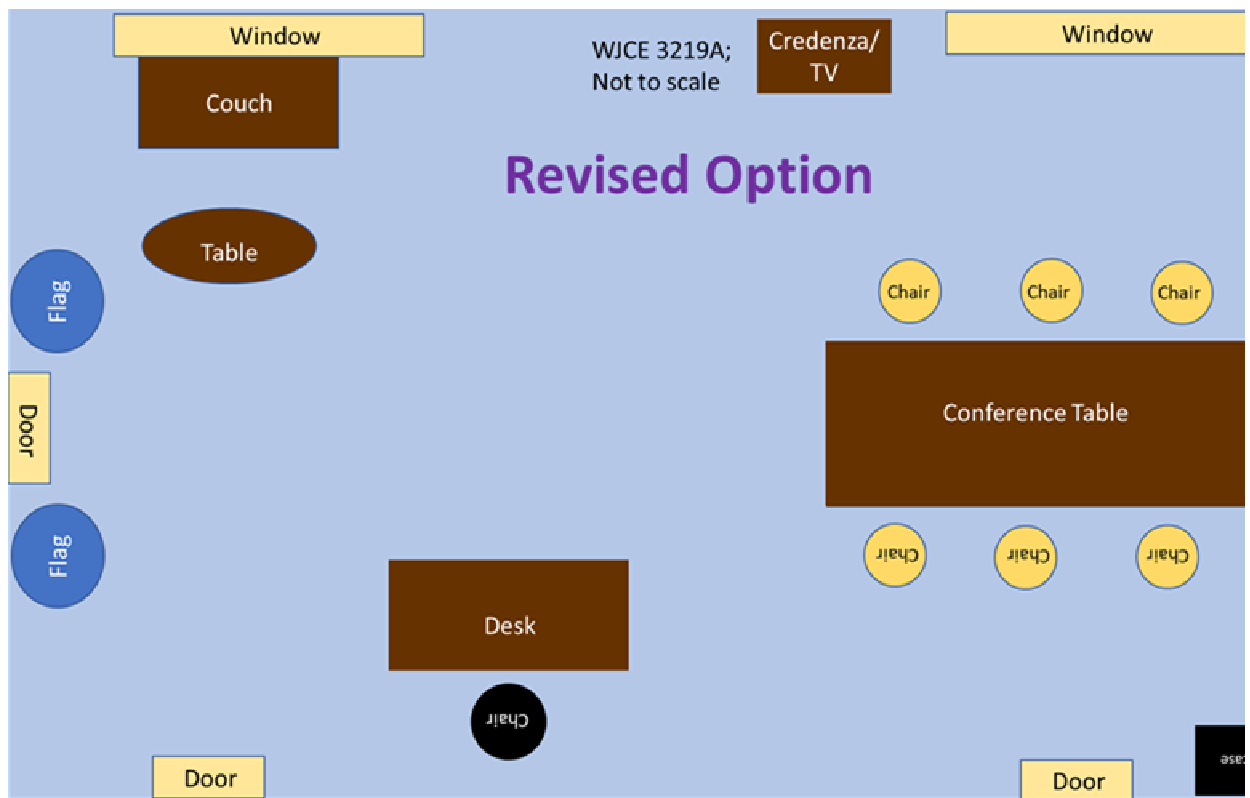 Window
WJCE 3219A;
Not to scale
Credenza/
TV
Window
Couch
Revised Option
Table
Flag
Chair
Chair
Chair
Door
Conference Table
Flag
Chair
Chair
Chair
Desk
Chair
Door
Door
case